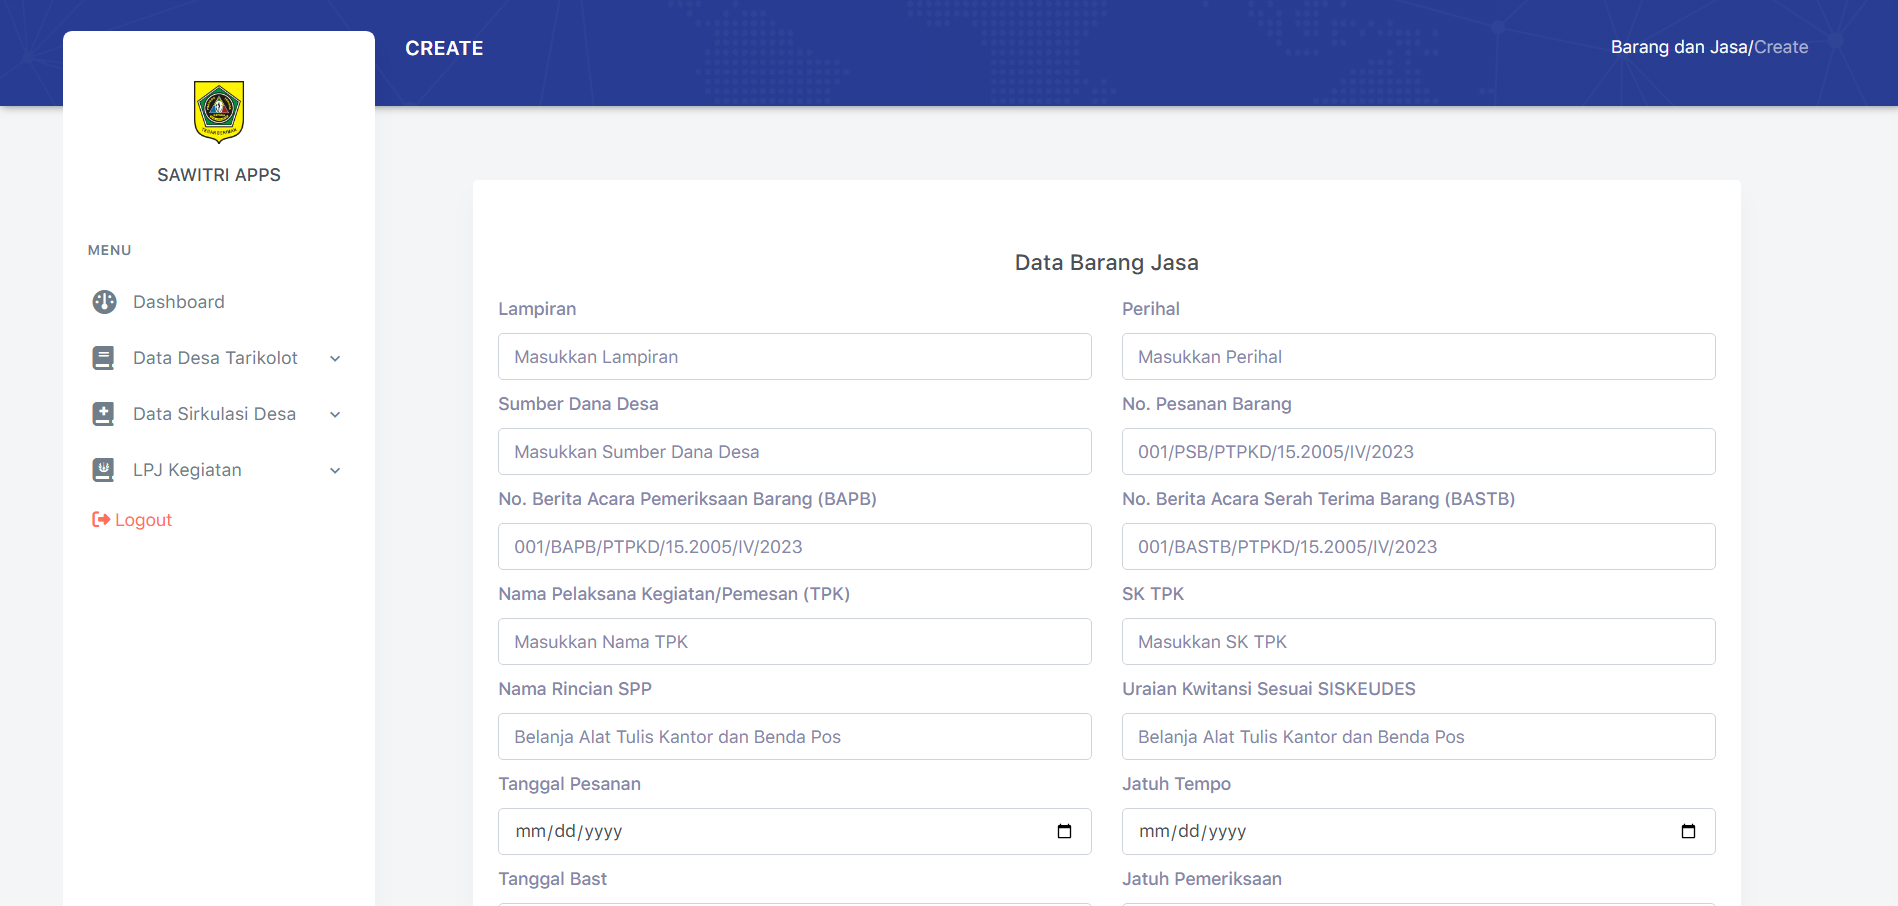 CREATE
Barang dan Jasa/Create
SAWITRI APPS
MENU
Dashboard
Data Desa Tarikolot
Data Sirkulasi Desa
LPJ Kegiatan
Logout
Data Barang Jasa
Lampiran
Masukkan Lampiran
Perihal
Masukkan Perihal
Sumber Dana Desa
Masukkan Sumber Dana Desa
No. Pesanan Barang
001/PSB/PTPKD/15.2005/IV/2023
No. Berita Acara Pemeriksaan Barang (BAPB)
001/BAPB/PTPKD/15.2005/IV/2023
No. Berita Acara Serah Terima Barang (BASTB)
001/BASTB/PTPKD/15.2005/IV/2023
Nama Pelaksana Kegiatan/Pemesan (TPK)
Masukkan Nama TPK
SK TPK
Masukkan SK TPK
Nama Rincian SPP
Belanja Alat Tulis Kantor dan Benda Pos
Uraian Kwitansi Sesuai SISKEUDES
Belanja Alat Tulis Kantor dan Benda Pos
Tanggal Pesanan
mm/dd/yyyy
Jatuh Tempo
mm/dd/yyyy
Tanggal Bast
Jatuh Pemeriksaan